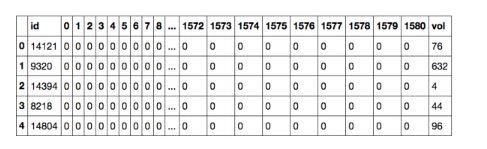 id 0 1 2 3 4 5 6 7 8 ... 1572 1573 1574 1575 1576 1577 1578 1579 1580 vol
0 14121 0 0 0 0 0 0 0 0 0 ... 0 0 0 0 0 0 0 0 0 76
1 9320 0 0 0 0 0 0 0 0 0 ... 0 0 0 0 0 0 0 0 0 632
2 14394 0 0 0 0 0 0 0 0 0 ... 0 0 0 0 0 0 0 0 0 4
3 8218 0 0 0 0 0 0 0 0 0 ... 0 0 0 0 0 0 0 0 0 44
4 14804 0 0 0 0 0 0 0 0 0 ... 0 0 0 0 0 0 0 0 0 96